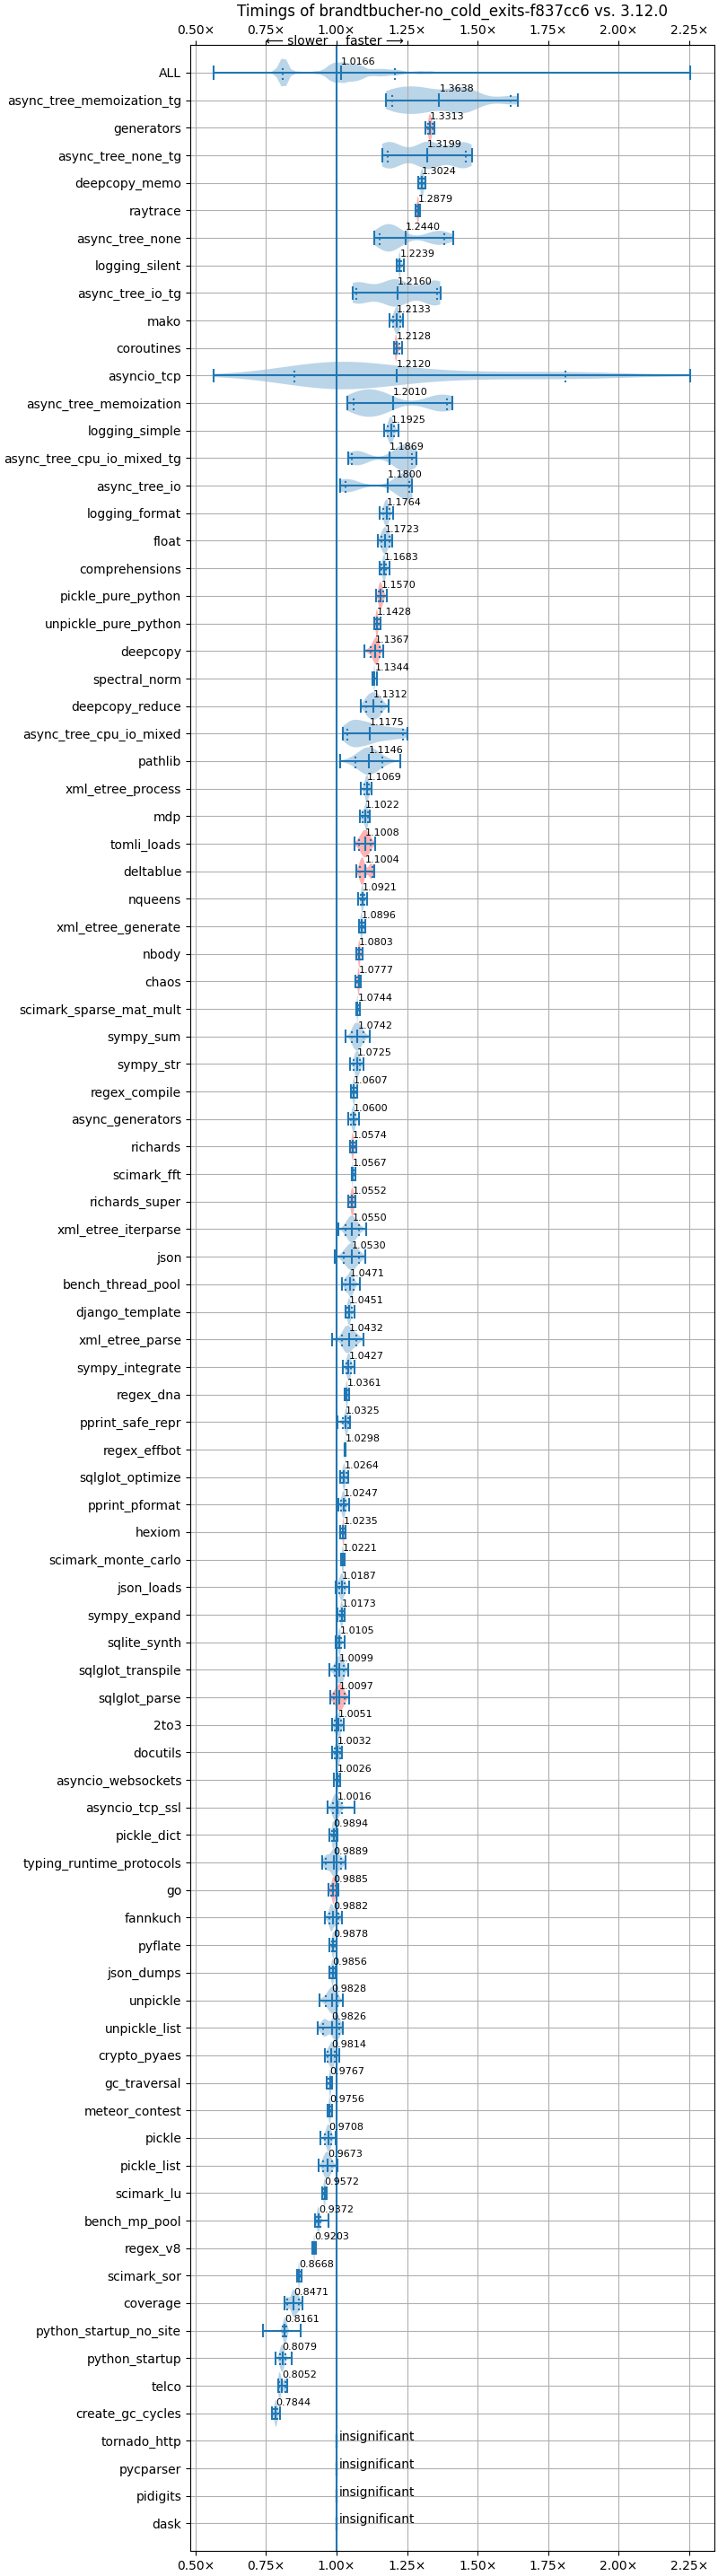 Timings of brandtbucher-no_cold_exits-f837cc6 vs. 3.12.0
0.50× 0.75× 1.00× 1.25× 1.50× 1.75× 2.00× 2.25×
⟵ slower faster ⟶
ALL 1.0166
async_tree_memoization_tg 1.3638
generators 1.3313
async_tree_none_tg 1.3199
deepcopy_memo 1.3024
raytrace 1.2879
async_tree_none 1.2440
logging_silent 1.2239
async_tree_io_tg 1.2160
mako 1.2133
coroutines 1.2128
asyncio_tcp 1.2120
async_tree_memoization 1.2010
logging_simple 1.1925
async_tree_cpu_io_mixed_tg 1.1869
async_tree_io 1.1800
logging_format 1.1764
float 1.1723
comprehensions 1.1683
pickle_pure_python 1.1570
unpickle_pure_python 1.1428
deepcopy 1.1367
spectral_norm 1.1344
deepcopy_reduce 1.1312
async_tree_cpu_io_mixed 1.1175
pathlib 1.1146
xml_etree_process 1.1069
mdp 1.1022
tomli_loads 1.1008
deltablue 1.1004
nqueens 1.0921
xml_etree_generate 1.0896
nbody 1.0803
chaos 1.0777
scimark_sparse_mat_mult 1.0744
sympy_sum 1.0742
sympy_str 1.0725
regex_compile 1.0607
async_generators 1.0600
richards 1.0574
scimark_fft 1.0567
richards_super 1.0552
xml_etree_iterparse 1.0550
json 1.0530
bench_thread_pool 1.0471
django_template 1.0451
xml_etree_parse 1.0432
sympy_integrate 1.0427
regex_dna 1.0361
pprint_safe_repr 1.0325
regex_effbot 1.0298
sqlglot_optimize 1.0264
pprint_pformat 1.0247
hexiom 1.0235
scimark_monte_carlo 1.0221
json_loads 1.0187
sympy_expand 1.0173
sqlite_synth 1.0105
sqlglot_transpile 1.0099
sqlglot_parse 1.0097
2to3 1.0051
docutils 1.0032
asyncio_websockets 1.0026
asyncio_tcp_ssl 1.0016
pickle_dict 0.9894
typing_runtime_protocols 0.9889
go 0.9885
fannkuch 0.9882
pyflate 0.9878
json_dumps 0.9856
unpickle 0.9828
unpickle_list 0.9826
crypto_pyaes 0.9814
gc_traversal 0.9767
meteor_contest 0.9756
pickle 0.9708
pickle_list 0.9673
scimark_lu 0.9572
bench_mp_pool 0.9372
regex_v8 0.9203
scimark_sor 0.8668
coverage 0.8471
python_startup_no_site 0.8161
python_startup 0.8079
telco 0.8052
create_gc_cycles 0.7844
tornado_http insignificant
pycparser insignificant
pidigits insignificant
dask insignificant
0.50× 0.75× 1.00× 1.25× 1.50× 1.75× 2.00× 2.25×